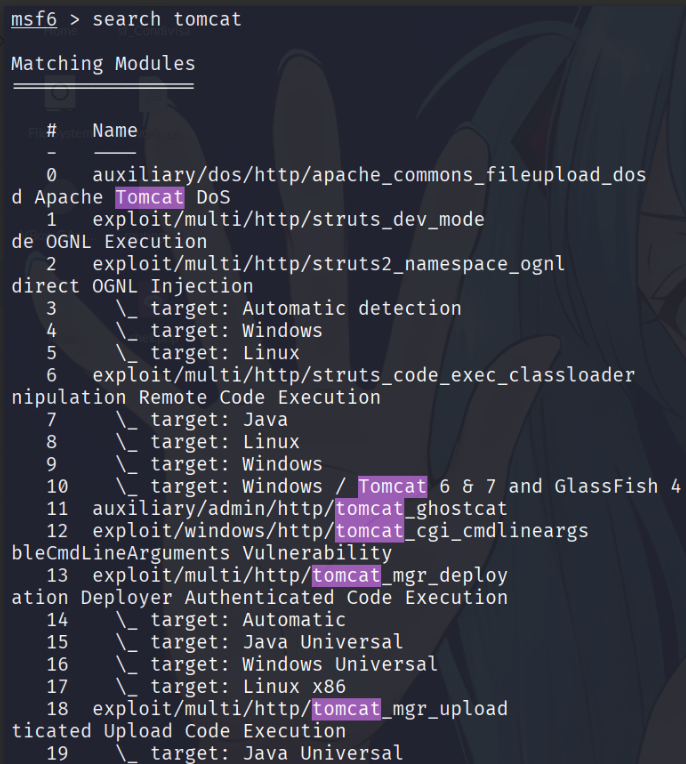 msf6 > search tomcat
Matching Modules
================
# Name
- ----
0 auxiliary/dos/http/apache_commons_fileupload_dos
d Apache Tomcat DoS
1 exploit/multi/http/struts_dev_mode
de OGNL Execution
2 exploit/multi/http/struts2_namespace_ognl
direct OGNL Injection
3 \_ target: Automatic detection
4 \_ target: Windows
5 \_ target: Linux
6 exploit/multi/http/struts_code_exec_classloader
nipulation Remote Code Execution
7 \_ target: Java
8 \_ target: Linux
9 \_ target: Windows
10 \_ target: Windows / Tomcat 6 & 7 and GlassFish 4
11 auxiliary/admin/http/tomcat_ghostcat
12 exploit/windows/http/tomcat_cgi_cmdlineargs
bleCmdLineArguments Vulnerability
13 exploit/multi/http/tomcat_mgr_deploy
ation Deployer Authenticated Code Execution
14 \_ target: Automatic
15 \_ target: Java Universal
16 \_ target: Windows Universal
17 \_ target: Linux x86
18 exploit/multi/http/tomcat_mgr_upload
ticated Upload Code Execution
19 \_ target: Java Universal